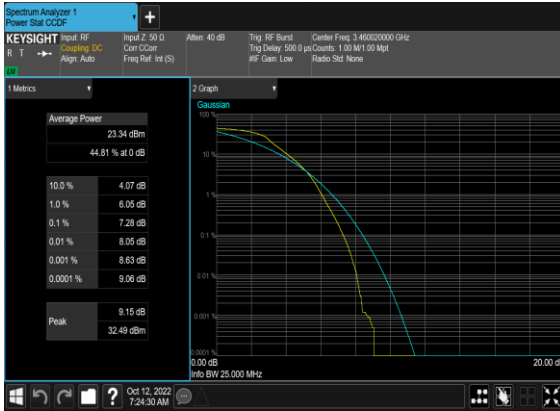 Spectrum Analyzer 1
Power Stat CCDF
KEYSIGHT
R T
Input: RF
Coupling: DC
Align: Auto
Input Z: 50 Ω
Corr CCorr
Freq Ref: Int (S)
Atten: 40 dB
Trig: RF Burst
Trig Delay: 500.0 µs
#IF Gain: Low
Center Freq: 3.460020000 GHz
Counts: 1.00 M/1.00 Mpt
Radio Std: None
1 Metrics
Average Power
23.34 dBm
44.81 % at 0 dB
10.0 % 4.07 dB
1.0 % 6.05 dB
0.1 % 7.28 dB
0.01 % 8.05 dB
0.001 % 8.63 dB
0.0001 % 9.06 dB
Peak
9.15 dB
32.49 dBm
2 Graph
Gaussian
100 %
10 %
1 %
0.1 %
0.01 %
0.001 %
0.0001 %
0.00 dB
20.00 d
Info BW 25.000 MHz
Oct 12, 2022
7:24:30 AM